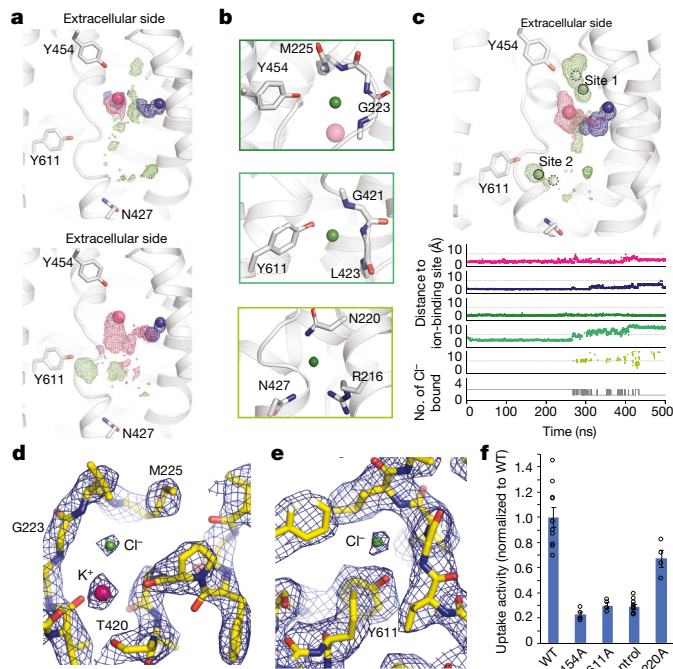 a
Extracellular side
Y454
Y611
N427
Extracellular side
Y454
Y611
N427
b
M225
Y454
G223
G421
Y611
L423
N220
N427
R216
c
Extracellular side
Y454
Site 1
Site 2
Y611
Distance to
ion-binding site (Å)
10
0
10
0
10
0
10
0
10
0
No. of Cl⁻
bound
4
0
0 100 200 300 400 500
Time (ns)
d
M225
G223
Cl⁻
K⁺
T420
e
Cl⁻
Y611
f
Uptake activity (normalized to WT)
1.4
1.2
1.0
0.8
0.6
0.4
0.2
0
WT
54A
611A
ntrol
220A